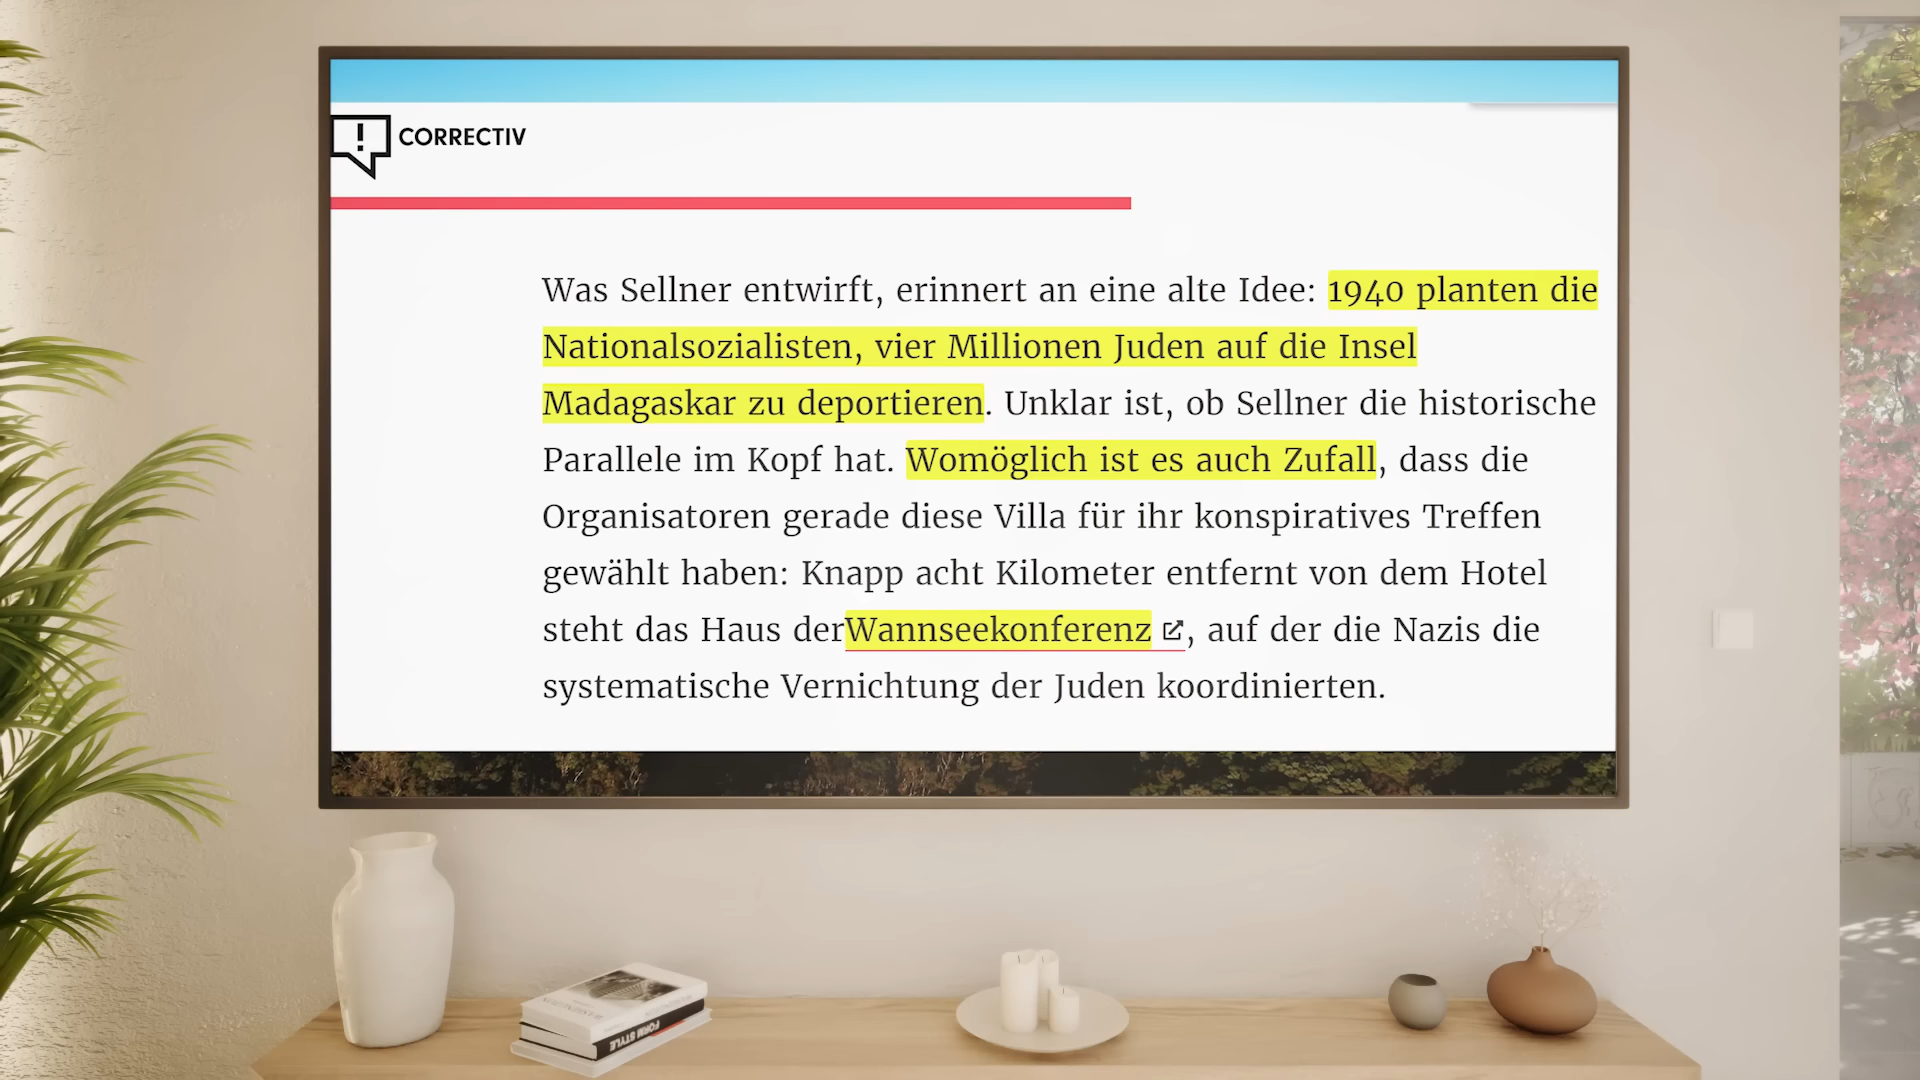 CORRECTIV
Was Sellner entwirft, erinnert an eine alte Idee: 1940 planten die
Nationalsozialisten, vier Millionen Juden auf die Insel
Madagaskar zu deportieren. Unklar ist, ob Sellner die historische
Parallele im Kopf hat. Womöglich ist es auch Zufall, dass die
Organisatoren gerade diese Villa für ihr konspiratives Treffen
gewählt haben: Knapp acht Kilometer entfernt von dem Hotel
steht das Haus derWannseekonferenz, auf der die Nazis die
systematische Vernichtung der Juden koordinierten.
FORM STYLE